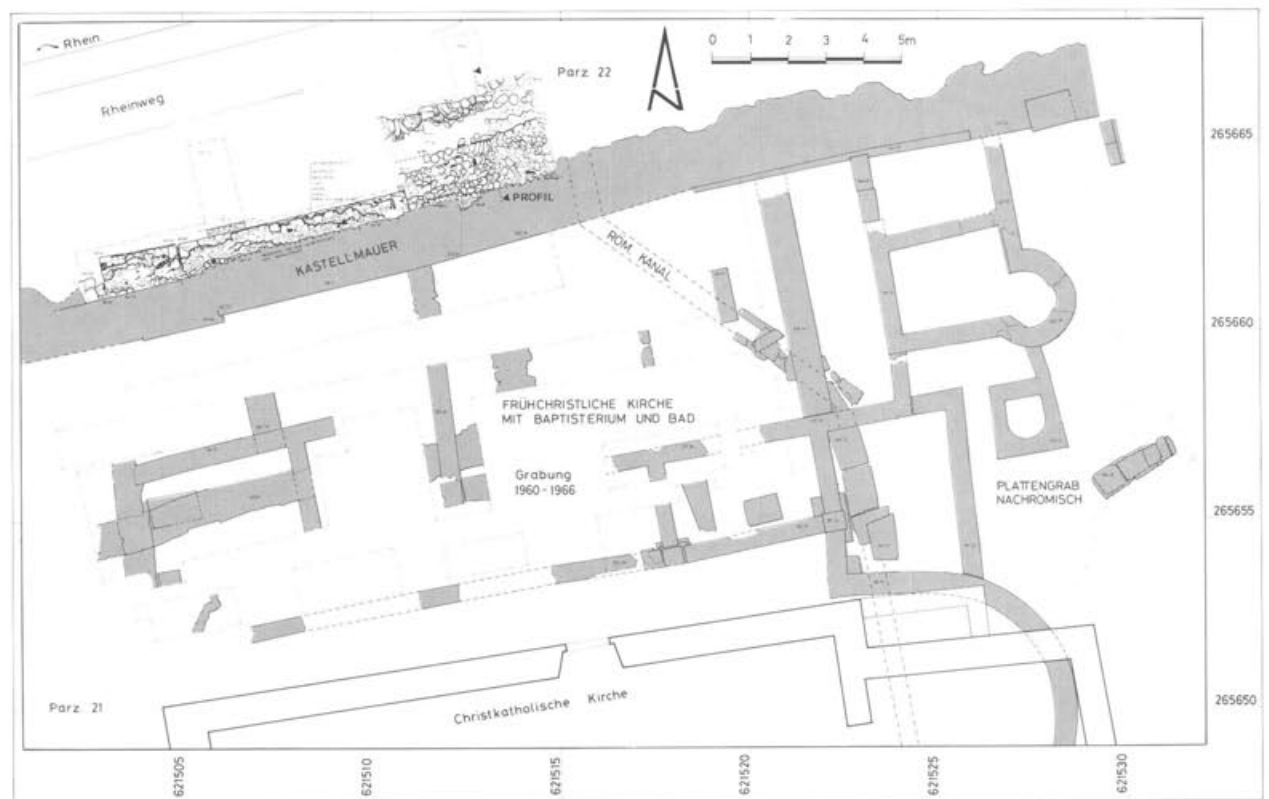 Rhein
Rheinweg
Parz. 22
N
0 1 2 3 4 5m
PROFIL
KASTELLMAUER
RÖM. KANAL
FRÜHCHRISTLICHE KIRCHE
MIT BAPTISTERIUM UND BAD
Grabung
1960-1966
PLATTENGRAB
NACHRÖMISCH
Parz. 21
Christkatholische Kirche
265665
265660
265655
265650
621505
621510
621515
621520
621525
621530